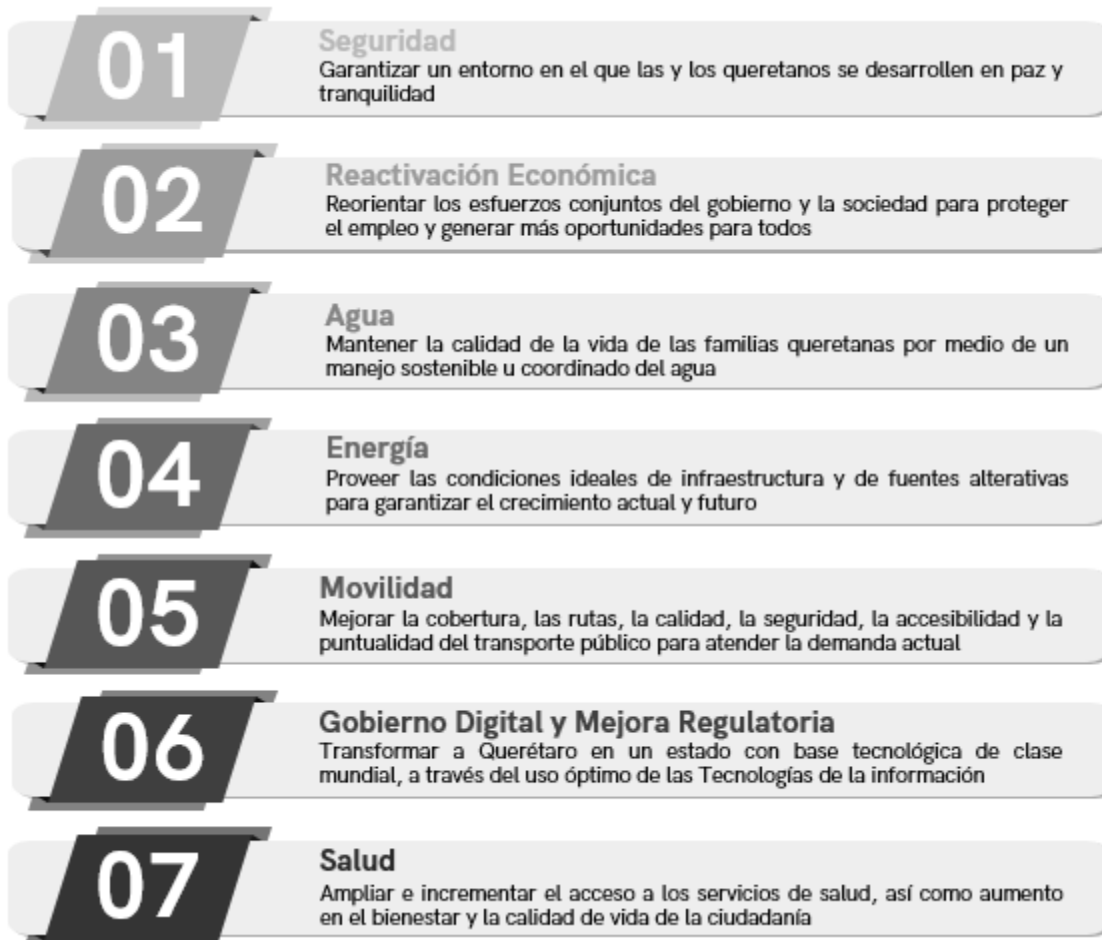 01
Seguridad
Garantizar un entorno en el que las y los queretanos se desarrollen en paz y
tranquilidad
02
Reactivación Económica
Reorientar los esfuerzos conjuntos del gobierno y la sociedad para proteger
el empleo y generar más oportunidades para todos
03
Agua
Mantener la calidad de la vida de las familias queretanas por medio de un
manejo sostenible u coordinado del agua
04
Energía
Proveer las condiciones ideales de infraestructura y de fuentes alterativas
para garantizar el crecimiento actual y futuro
05
Movilidad
Mejorar la cobertura, las rutas, la calidad, la seguridad, la accesibilidad y la
puntualidad del transporte público para atender la demanda actual
06
Gobierno Digital y Mejora Regulatoria
Transformar a Querétaro en un estado con base tecnológica de clase
mundial, a través del uso óptimo de las Tecnologías de la información
07
Salud
Ampliar e incrementar el acceso a los servicios de salud, así como aumento
en el bienestar y la calidad de vida de la ciudadanía